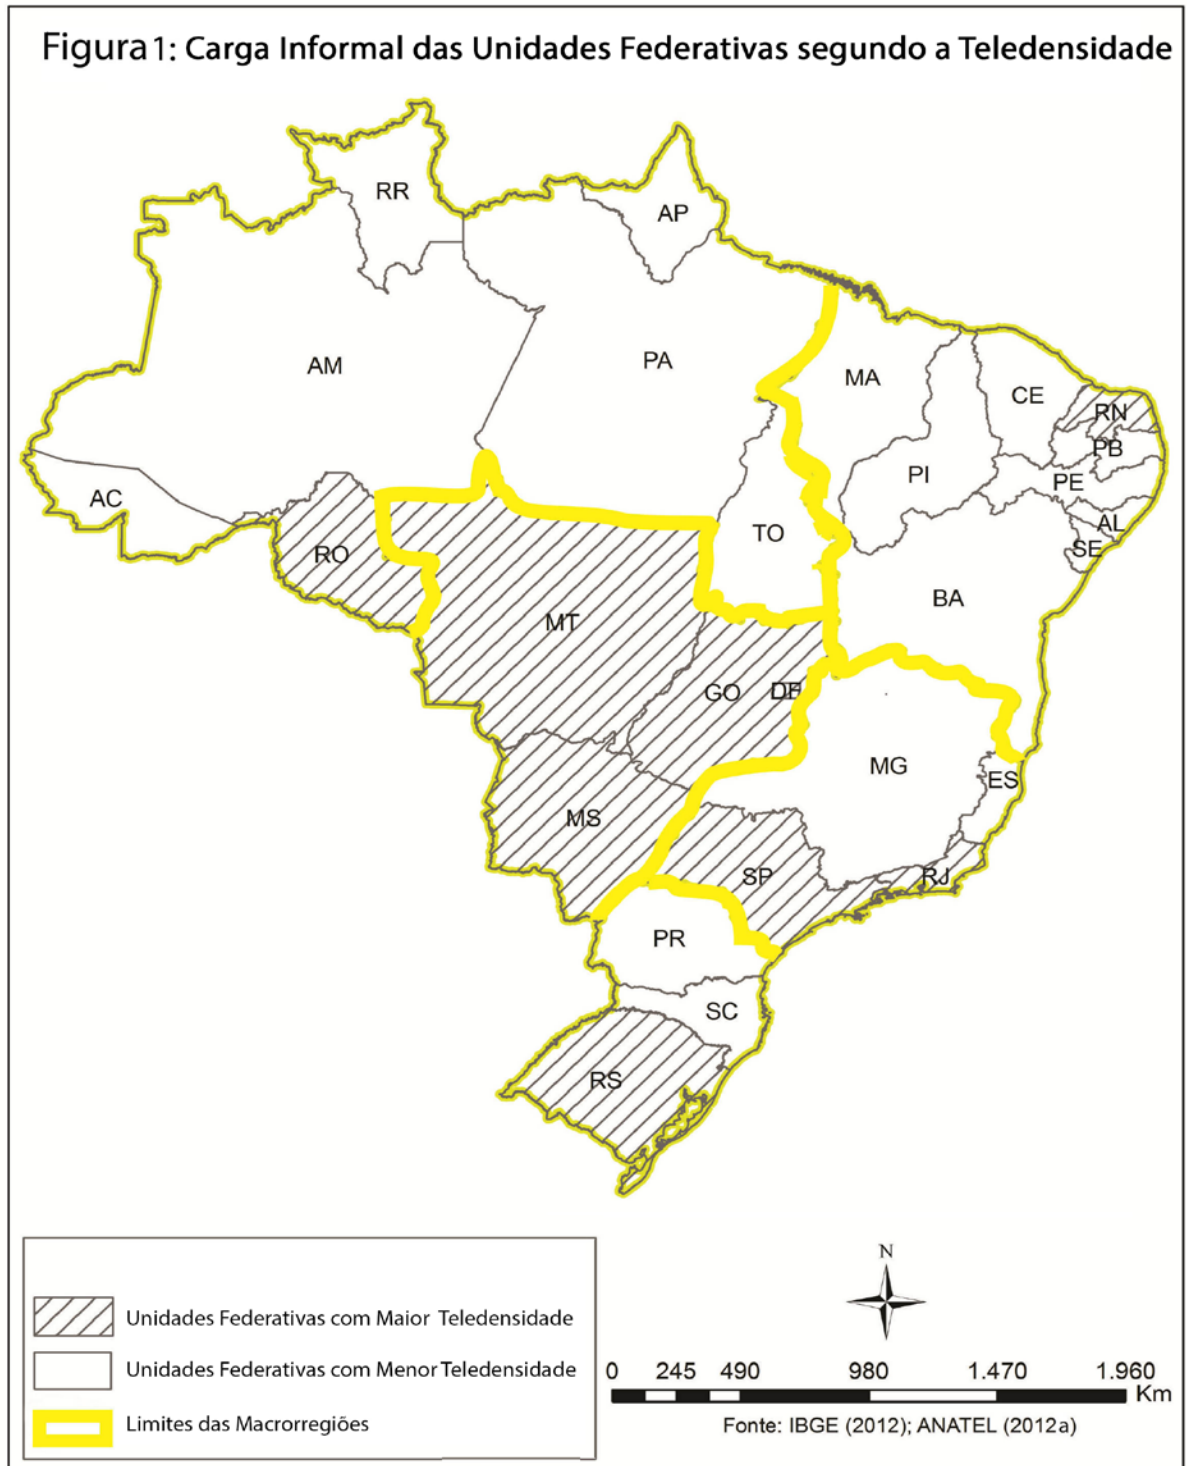 Figura1: Carga Informal das Unidades Federativas segundo a Teledensidade
RR
AP
AM
PA
MA
CE
RN
PB
PI
PE
AC
TO
AL
RO
SE
BA
MT
GO
DF
MG
ES
MS
SP
RJ
PR
SC
RS
N
Unidades Federativas com Maior Teledensidade
Unidades Federativas com Menor Teledensidade
Limites das Macrorregiões
0 245 490 980 1.470 1.960
Km
Fonte: IBGE (2012); ANATEL (2012a)